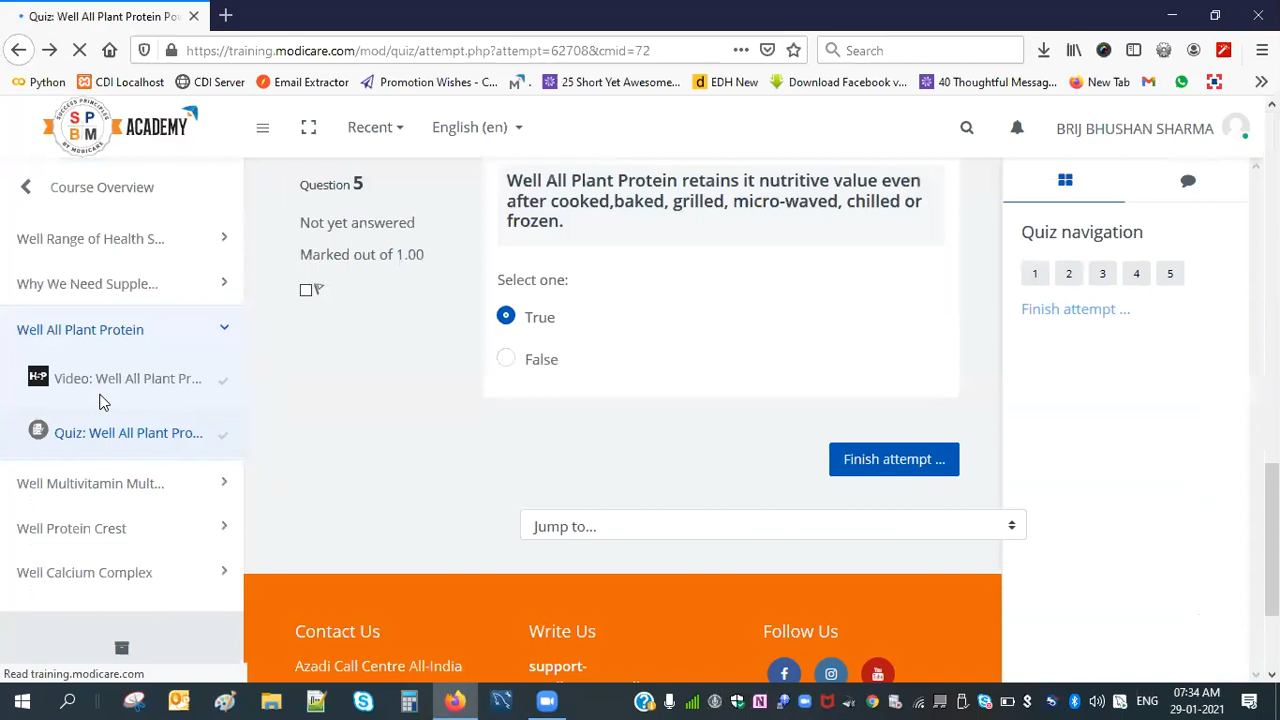 Quiz: Well All Plant Protein Po
https://training.modicare.com/mod/quiz/attempt.php?attempt=62708&cmid=72
Search
Python
CDI Localhost
CDI Server
Email Extractor
Promotion Wishes - C...
25 Short Yet Awesome...
EDH New
Download Facebook v...
40 Thoughtful Messag...
New Tab
SUCCESS PRINCIPLES
SP
BM
BY MODICARE
ACADEMY
Recent
English (en)
BRIJ BHUSHAN SHARMA
Course Overview
Well Range of Health S...
Why We Need Supple...
Well All Plant Protein
H5P
Video: Well All Plant Pr...
Quiz: Well All Plant Pro...
Well Multivitamin Mult...
Well Protein Crest
Well Calcium Complex
Read training.modicare.com
Question 5
Not yet answered
Marked out of 1.00
Well All Plant Protein retains it nutritive value even
after cooked,baked, grilled, micro-waved, chilled or
frozen.
Select one:
True
False
Finish attempt ...
Jump to...
Quiz navigation
1 2 3 4 5
Finish attempt ...
Contact Us
Azadi Call Centre All-India
Write Us
support-
Follow Us
ENG
07:34 AM
29-01-2021